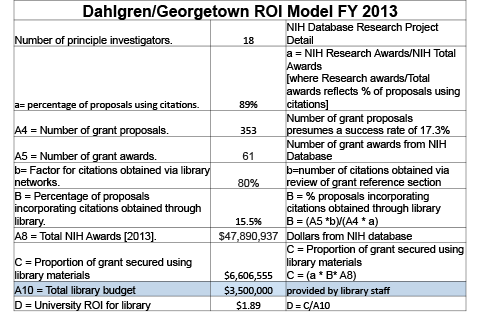 Dahlgren/Georgetown ROI Model FY 2013
Number of principle investigators. 18 NIH Database Research Project
Detail
a = NIH Research Awards/NIH Total
Awards
[where Research awards/Total
awards reflects % of proposals using
a= percentage of proposals using citations. 89% citations]
Number of grant proposals
A4 = Number of grant proposals. 353 presumes a success rate of 17.3%
Number of grant awards from NIH
A5 = Number of grant awards. 61 Database
b= Factor for citations obtained via library b=number of citations obtained via
networks. 80% review of grant reference section
B = Percentage of proposals B = % proposals incorporating
incorporating citations obtained through citations obtained through library
library. 15.5% B = (A5 *b)/(A4 * a)
A8 = Total NIH Awards [2013]. $47,890,937 Dollars from NIH database
C = Proportion of grant secured using
C = Proportion of grant secured using library materials
library materials $6,606,555 C = (a * B* A8)
A10 = Total library budget $3,500,000 provided by library staff
D = University ROI for library $1.89 D = C/A10